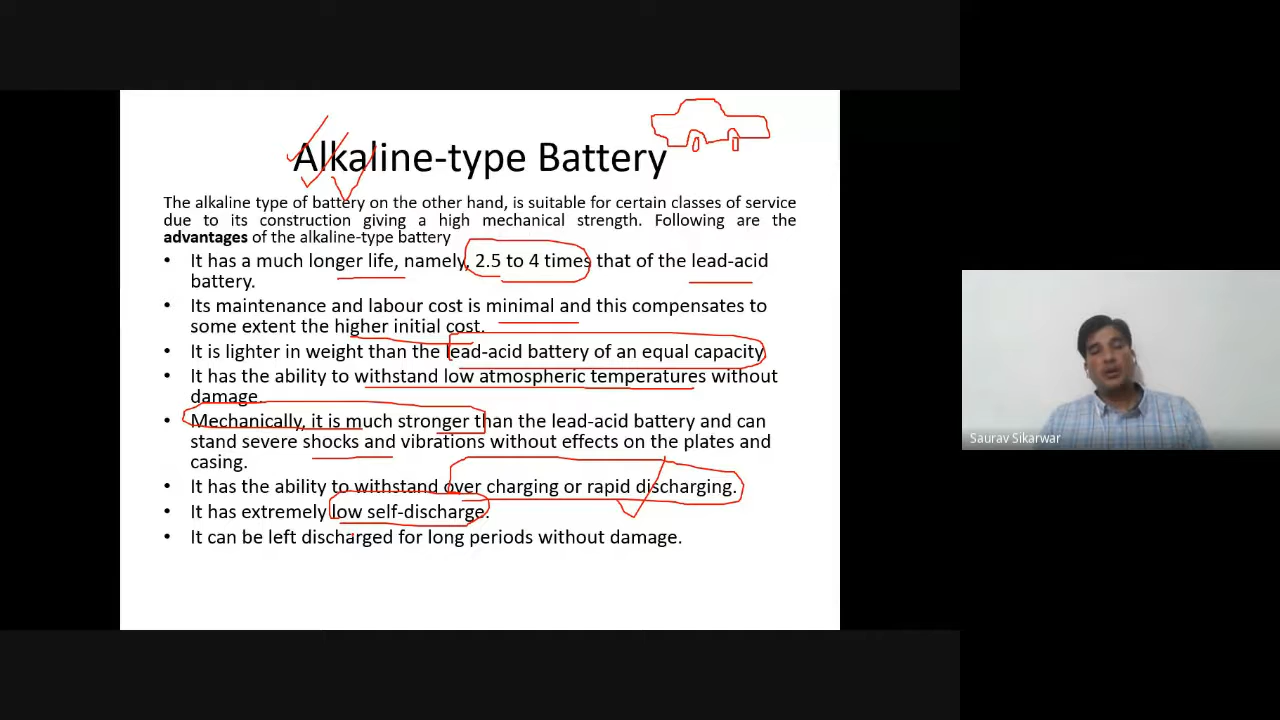 Alkaline-type Battery
The alkaline type of battery on the other hand, is suitable for certain classes of service
due to its construction giving a high mechanical strength. Following are the
advantages of the alkaline-type battery
• It has a much longer life, namely, 2.5 to 4 times that of the lead-acid
battery.
• Its maintenance and labour cost is minimal and this compensates to
some extent the higher initial cost.
• It is lighter in weight than the lead-acid battery of an equal capacity
• It has the ability to withstand low atmospheric temperatures without
damage.
• Mechanically, it is much stronger than the lead-acid battery and can
stand severe shocks and vibrations without effects on the plates and
casing.
• It has the ability to withstand over charging or rapid discharging.
• It has extremely low self-discharge.
• It can be left discharged for long periods without damage.
Saurav Sikarwar